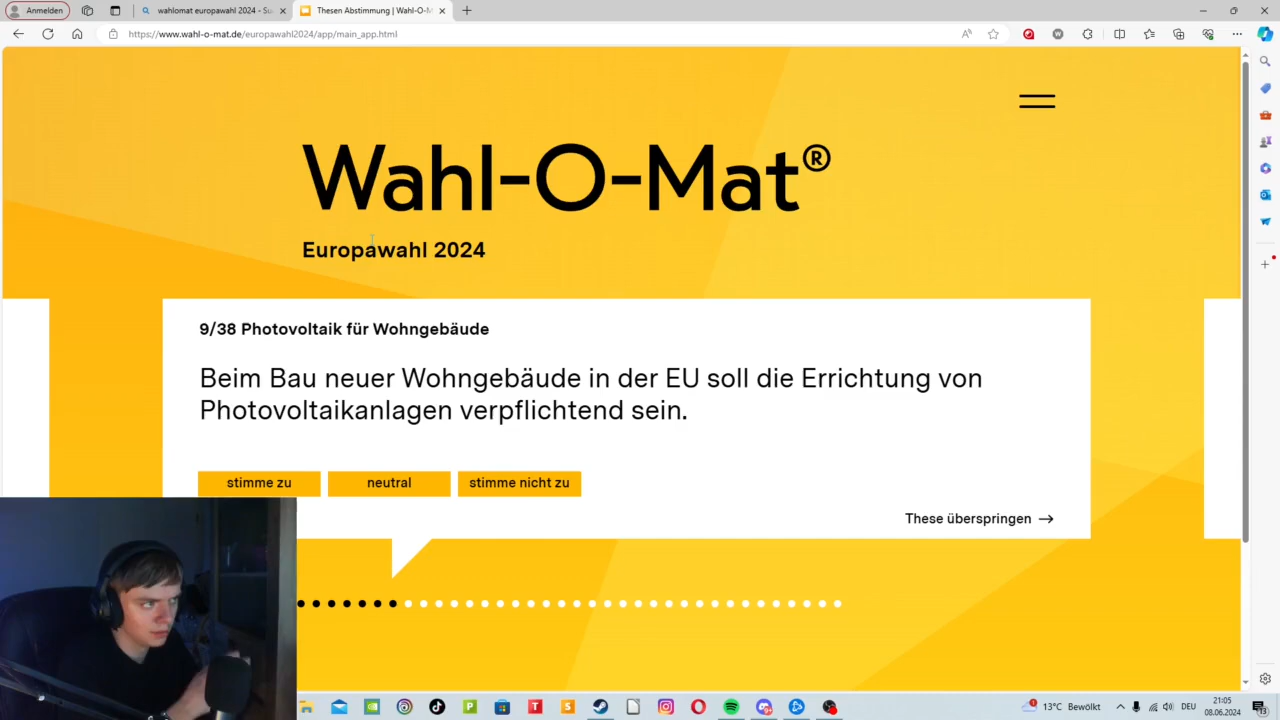 Anmelden
wahlomat europawahl 2024 - Su
Thesen Abstimmung | Wahl-O-M
https://www.wahl-o-mat.de/europawahl2024/app/main_app.html
Wahl-O-Mat®
Europawahl 2024
9/38 Photovoltaik für Wohngebäude
Beim Bau neuer Wohngebäude in der EU soll die Errichtung von
Photovoltaikanlagen verpflichtend sein.
stimme zu
neutral
stimme nicht zu
These überspringen
13°C Bewölkt
DEU
21:05
08.06.2024